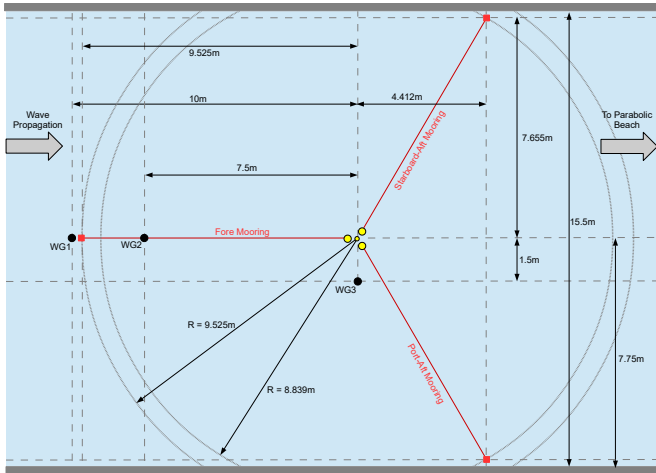 9.525m
10m
4.412m
Wave
Propagation
To Parabolic
Beach
7.655m
7.5m
Starboard-Aft Mooring
15.5m
Fore Mooring
WG1
WG2
1.5m
WG3
R = 9.525m
Port-Aft Mooring
7.75m
R = 8.839m